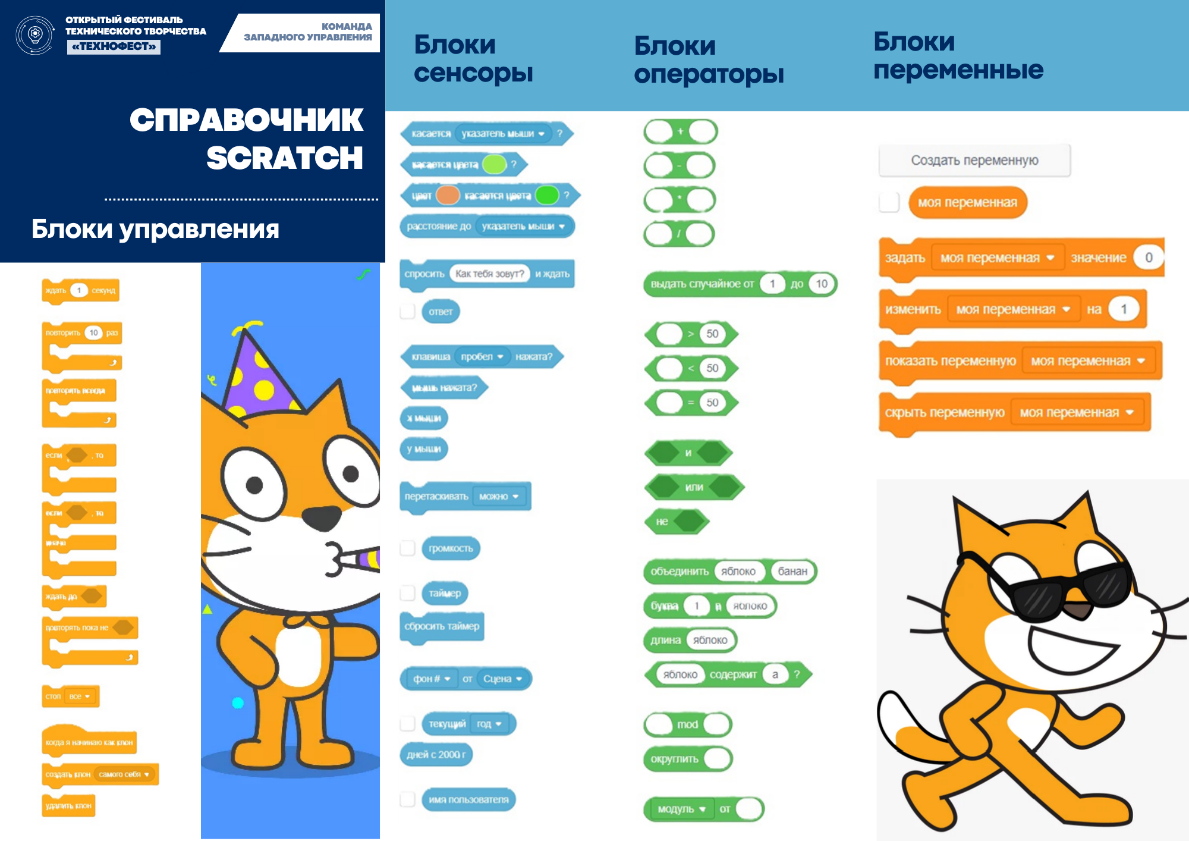 ОТКРЫТЫЙ ФЕСТИВАЛЬ
ТЕХНИЧЕСКОГО ТВОРЧЕСТВА
«ТЕХНОФЕСТ»
КОМАНДА
ЗАПАДНОГО УПРАВЛЕНИЯ
СПРАВОЧНИК
SCRATCH
Блоки управления
ждать 1 секунд
повторить 10 раз
повторять всегда
если , то
если , то
иначе
ждать до
повторять пока не
стоп все
когда я начинаю как клон
создать клон самого себя
удалить клон
Блоки
сенсоры
касается указатель мыши ?
касается цвета ?
цвет касается цвета ?
расстояние до указатель мыши
спросить Как тебя зовут? и ждать
ответ
клавиша пробел нажата?
мышь нажата?
х мыши
у мыши
перетаскивать можно
громкость
таймер
сбросить таймер
фон # от Сцена
текущий год
дней с 2000 г
имя пользователя
Блоки
операторы
+
-
*
/
выдать случайное от 1 до 10
> 50
< 50
= 50
и
или
не
объединить яблоко банан
буква 1 в яблоко
длина яблоко
яблоко содержит а ?
mod
округлить
модуль от
Блоки
переменные
Создать переменную
моя переменная
задать моя переменная значение 0
изменить моя переменная на 1
показать переменную моя переменная
скрыть переменную моя переменная